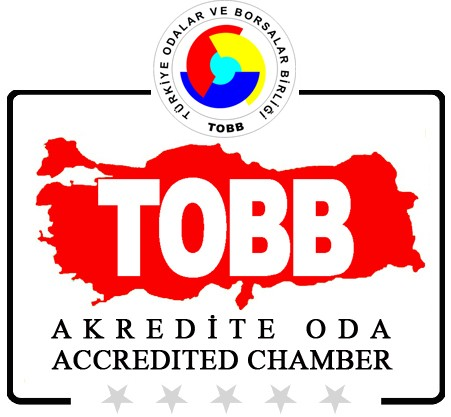 TÜRKİYE ODALAR VE BORSALAR BİRLİĞİ
TOBB
TOBB
AKREDİTE ODA
ACCREDITED CHAMBER